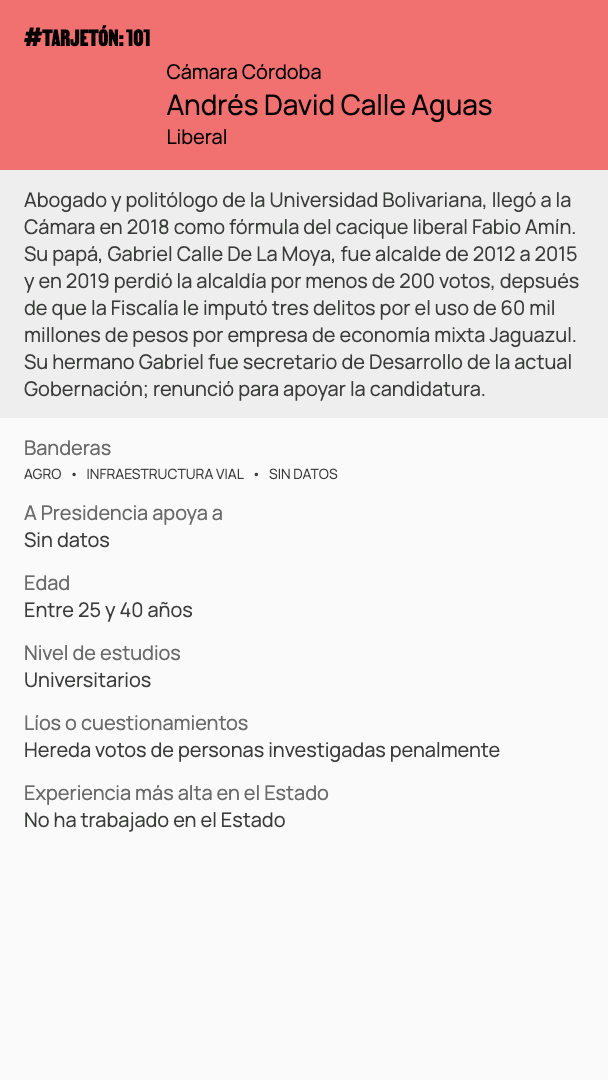 #TARJETÓN: 101
Cámara Córdoba
Andrés David Calle Aguas
Liberal
Abogado y politólogo de la Universidad Bolivariana, llegó a la
Cámara en 2018 como fórmula del cacique liberal Fabio Amín.
Su papá, Gabriel Calle De La Moya, fue alcalde de 2012 a 2015
y en 2019 perdió la alcaldía por menos de 200 votos, depsués
de que la Fiscalía le imputó tres delitos por el uso de 60 mil
millones de pesos por empresa de economía mixta Jaguazul.
Su hermano Gabriel fue secretario de Desarrollo de la actual
Gobernación; renunció para apoyar la candidatura.
Banderas
AGRO • INFRAESTRUCTURA VIAL • SIN DATOS
A Presidencia apoya a
Sin datos
Edad
Entre 25 y 40 años
Nivel de estudios
Universitarios
Líos o cuestionamientos
Hereda votos de personas investigadas penalmente
Experiencia más alta en el Estado
No ha trabajado en el Estado